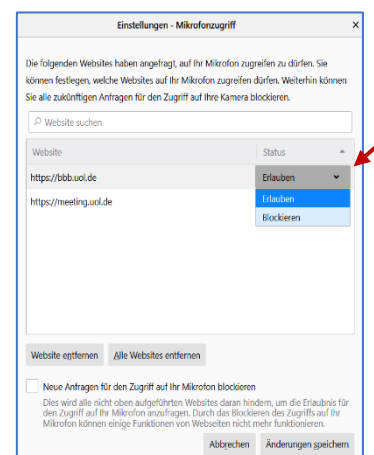 Einstellungen - Mikrofonzugriff
Die folgenden Websites haben angefragt, auf Ihr Mikrofon zugreifen zu dürfen. Sie
können festlegen, welche Websites auf Ihr Mikrofon zugreifen dürfen. Weiterhin können
Sie alle zukünftigen Anfragen für den Zugriff auf Ihre Kamera blockieren.
Website suchen
Website Status
https://bbb.uol.de Erlauben
https://meeting.uol.de Erlauben
Blockieren
Website entfernen Alle Websites entfernen
Neue Anfragen für den Zugriff auf Ihr Mikrofon blockieren
Dies wird alle nicht oben aufgeführten Websites daran hindern, um die Erlaubnis für
den Zugriff auf Ihr Mikrofon anzufragen. Durch das Blockieren des Zugriffs auf Ihr
Mikrofon können einige Funktionen von Webseiten nicht mehr funktionieren.
Abbrechen Änderungen speichern